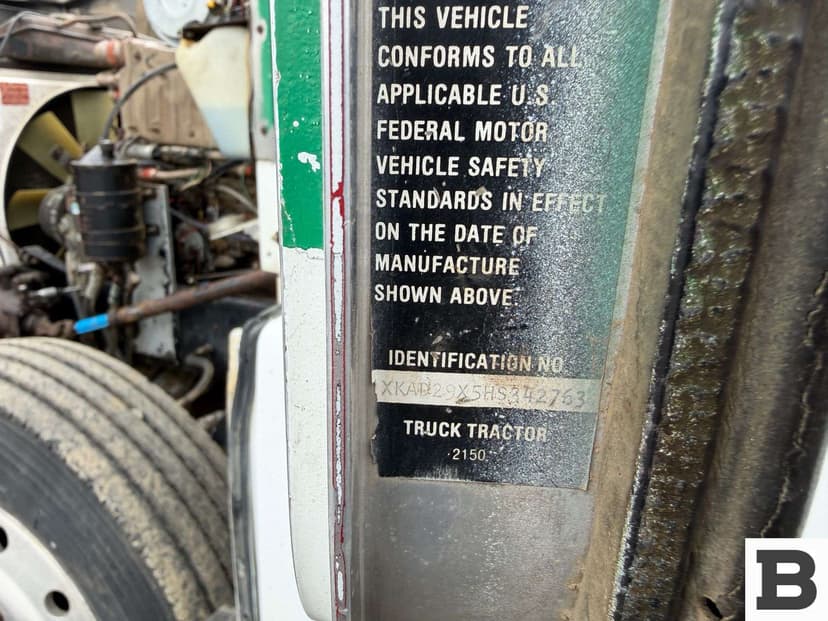 THIS VEHICLE
CONFORMS TO ALL
APPLICABLE U.S.
FEDERAL MOTOR
VEHICLE SAFETY
STANDARDS IN EFFECT
ON THE DATE OF
MANUFACTURE
SHOWN ABOVE.
IDENTIFICATION NO
XKAD29X5HS342763
TRUCK TRACTOR
2150
B